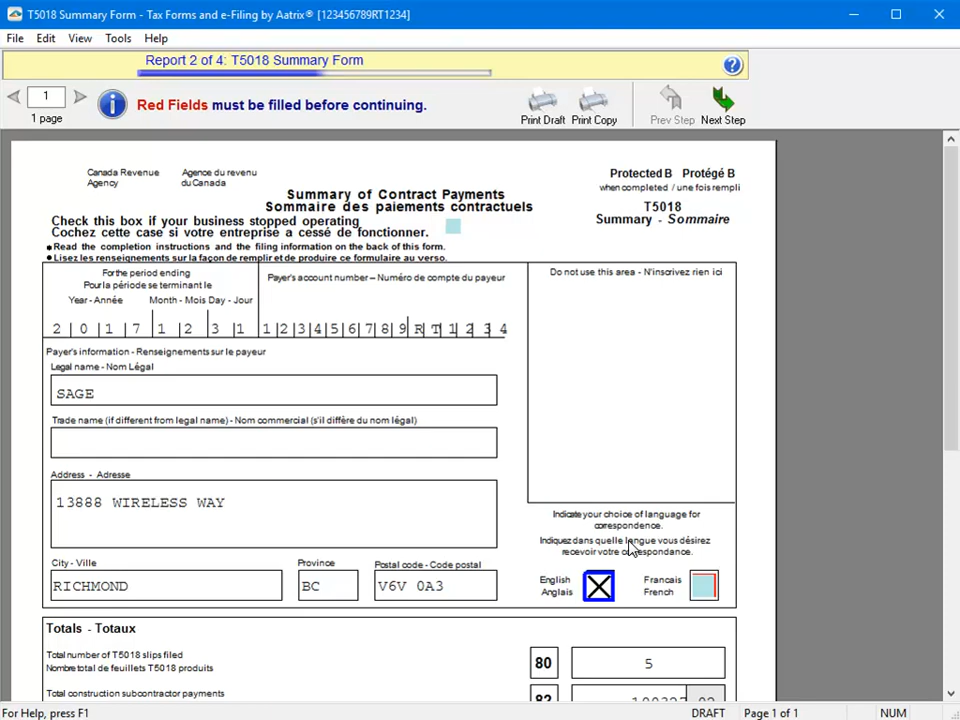 T5018 Summary Form - Tax Forms and e-Filing by Aatrix® [123456789RT1234]
File Edit View Tools Help
Report 2 of 4: T5018 Summary Form
1
1 page
Red Fields must be filled before continuing.
Print Draft Print Copy Prev Step Next Step
Canada Revenue Agency
Agence du revenu du Canada
Protected B Protégé B
when completed / une fois rempli
Summary of Contract Payments
Sommaire des paiements contractuels
T5018
Summary - Sommaire
Check this box if your business stopped operating
Cochez cette case si votre entreprise a cessé de fonctionner.
Read the completion instructions and the filing information on the back of this form.
Lisez les renseignements sur la façon de remplir et de produire ce formulaire au verso.
For the period ending
Pour la période se terminant le
Payer's account number – Numéro de compte du payeur
Do not use this area - N'inscrivez rien ici
Year - Année Month - Mois Day - Jour
2 0 1 7 1 2 3 1 1 2 3 4 5 6 7 8 9 R T 1 2 3 4
Payer's information - Renseignements sur le payeur
Legal name - Nom Légal
SAGE
Trade name (if different from legal name) - Nom commercial (s'il diffère du nom légal)
Address - Adresse
13888 WIRELESS WAY
Indicate your choice of language for correspondence.
Indiquez dans quelle langue vous désirez recevoir votre correspondance.
City - Ville Province Postal code - Code postal
RICHMOND BC V6V 0A3
English Anglais X
Francais French
Totals - Totaux
Total number of T5018 slips filed
Nombre total de feuillets T5018 produits
80 5
Total construction subcontractor payments
82
For Help, press F1 DRAFT Page 1 of 1 NUM